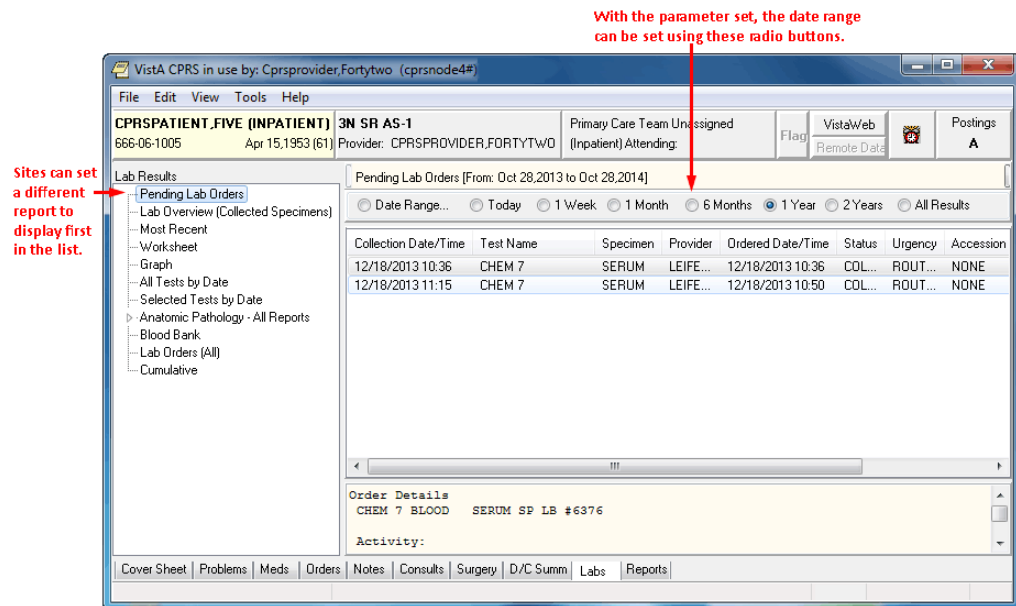 With the parameter set, the date range
can be set using these radio buttons.
VistA CPRS in use by: Cprsprovider,Fortytwo (cprsnode4#)
File Edit View Tools Help
CPRSPATIENT,FIVE (INPATIENT) 3N SR AS-1 Primary Care Team Unassigned Flag VistaWeb Postings
666-06-1005 Apr 15,1953 (61) Provider: CPRSPROVIDER,FORTYTWO (Inpatient) Attending: Remote Data A
Sites can set
a different
report to
display first
in the list.
Lab Results
Pending Lab Orders
Lab Overview (Collected Specimens)
Most Recent
Worksheet
Graph
All Tests by Date
Selected Tests by Date
Anatomic Pathology - All Reports
Blood Bank
Lab Orders (All)
Cumulative
Pending Lab Orders [From: Oct 28,2013 to Oct 28,2014]
Date Range... Today 1 Week 1 Month 6 Months 1 Year 2 Years All Results
Collection Date/Time Test Name Specimen Provider Ordered Date/Time Status Urgency Accession
12/18/2013 10:36 CHEM 7 SERUM LEIFE... 12/18/2013 10:36 COL... ROUT... NONE
12/18/2013 11:15 CHEM 7 SERUM LEIFE... 12/18/2013 10:50 COL... ROUT... NONE
Order Details
CHEM 7 BLOOD SERUM SP LB #6376
Activity:
Cover Sheet Problems Meds Orders Notes Consults Surgery D/C Summ Labs Reports